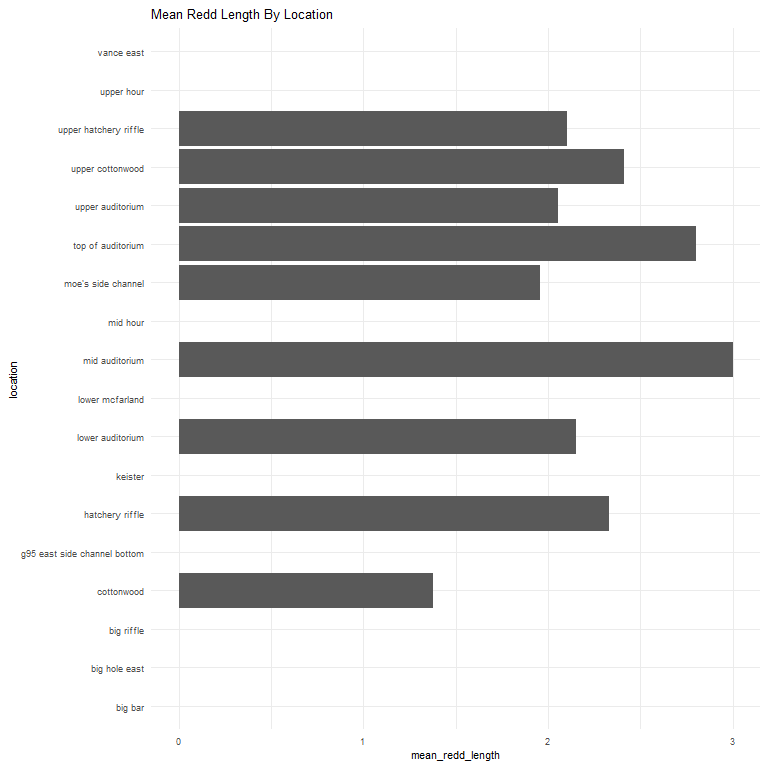 Mean Redd Length By Location
vance east
upper hour
upper hatchery riffle
upper cottonwood
upper auditorium
top of auditorium
moe's side channel
mid hour
mid auditorium
lower mcfarland
lower auditorium
keister
hatchery riffle
g95 east side channel bottom
cottonwood
big riffle
big hole east
big bar
location
0 1 2 3
mean_redd_length